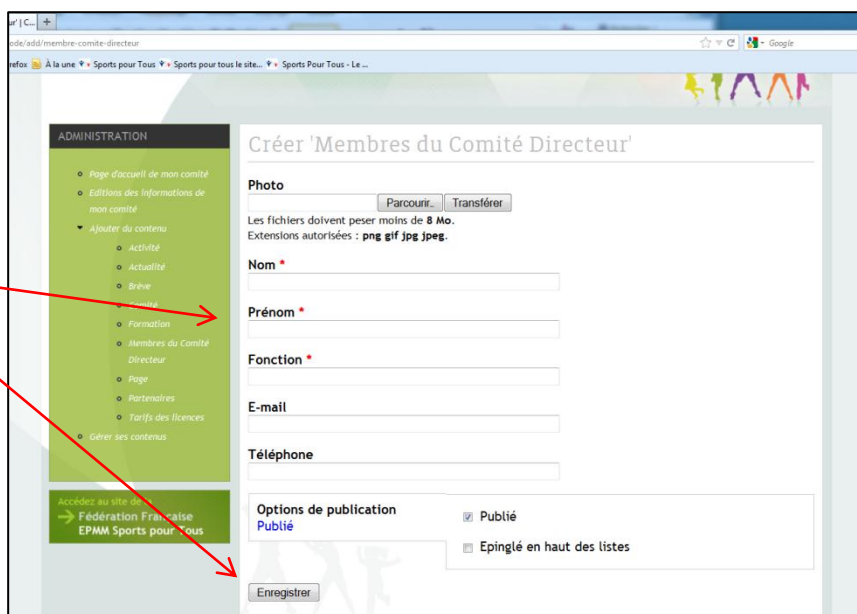 ur' | C... +
ode/add/membre-comite-directeur
Google
refox À la une Sports pour Tous Sports pour tous le site... Sports Pour Tous - Le ...
ADMINISTRATION
Page d'accueil de mon comité
Editions des informations de
mon comité
Ajouter du contenu
Activité
Actualité
Brève
Comité
Formation
Membres du Comité
Directeur
Page
Partenaires
Tarifs des licences
Gérer ses contenus
Accédez au site de la
Fédération Française
EPMM Sports pour Tous
Créer 'Membres du Comité Directeur'
Photo
Parcourir_ Transférer
Les fichiers doivent peser moins de 8 Mo.
Extensions autorisées : png gif jpg jpeg.
Nom *
Prénom *
Fonction *
E-mail
Téléphone
Options de publication
Publié
Publié
Epinglé en haut des listes
Enregistrer